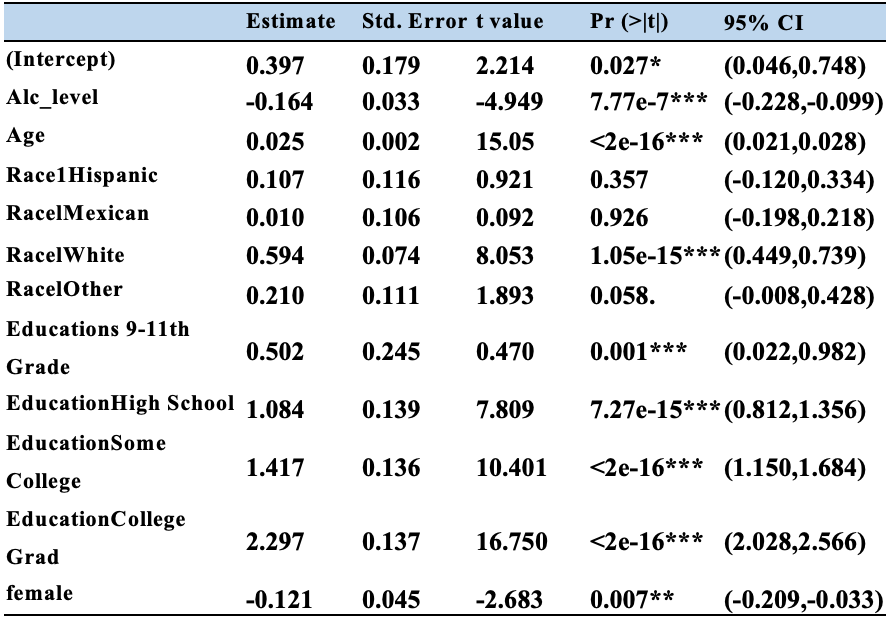 Estimate Std. Error t value Pr (>|t|) 95% CI
(Intercept) 0.397 0.179 2.214 0.027* (0.046,0.748)
Alc_level -0.164 0.033 -4.949 7.77e-7*** (-0.228,-0.099)
Age 0.025 0.002 15.05 <2e-16*** (0.021,0.028)
Race1Hispanic 0.107 0.116 0.921 0.357 (-0.120,0.334)
RacelMexican 0.010 0.106 0.092 0.926 (-0.198,0.218)
RacelWhite 0.594 0.074 8.053 1.05e-15*** (0.449,0.739)
RacelOther 0.210 0.111 1.893 0.058. (-0.008,0.428)
Educations 9-11th
Grade 0.502 0.245 0.470 0.001*** (0.022,0.982)
EducationHigh School 1.084 0.139 7.809 7.27e-15*** (0.812,1.356)
EducationSome
College 1.417 0.136 10.401 <2e-16*** (1.150,1.684)
EducationCollege
Grad 2.297 0.137 16.750 <2e-16*** (2.028,2.566)
female -0.121 0.045 -2.683 0.007** (-0.209,-0.033)